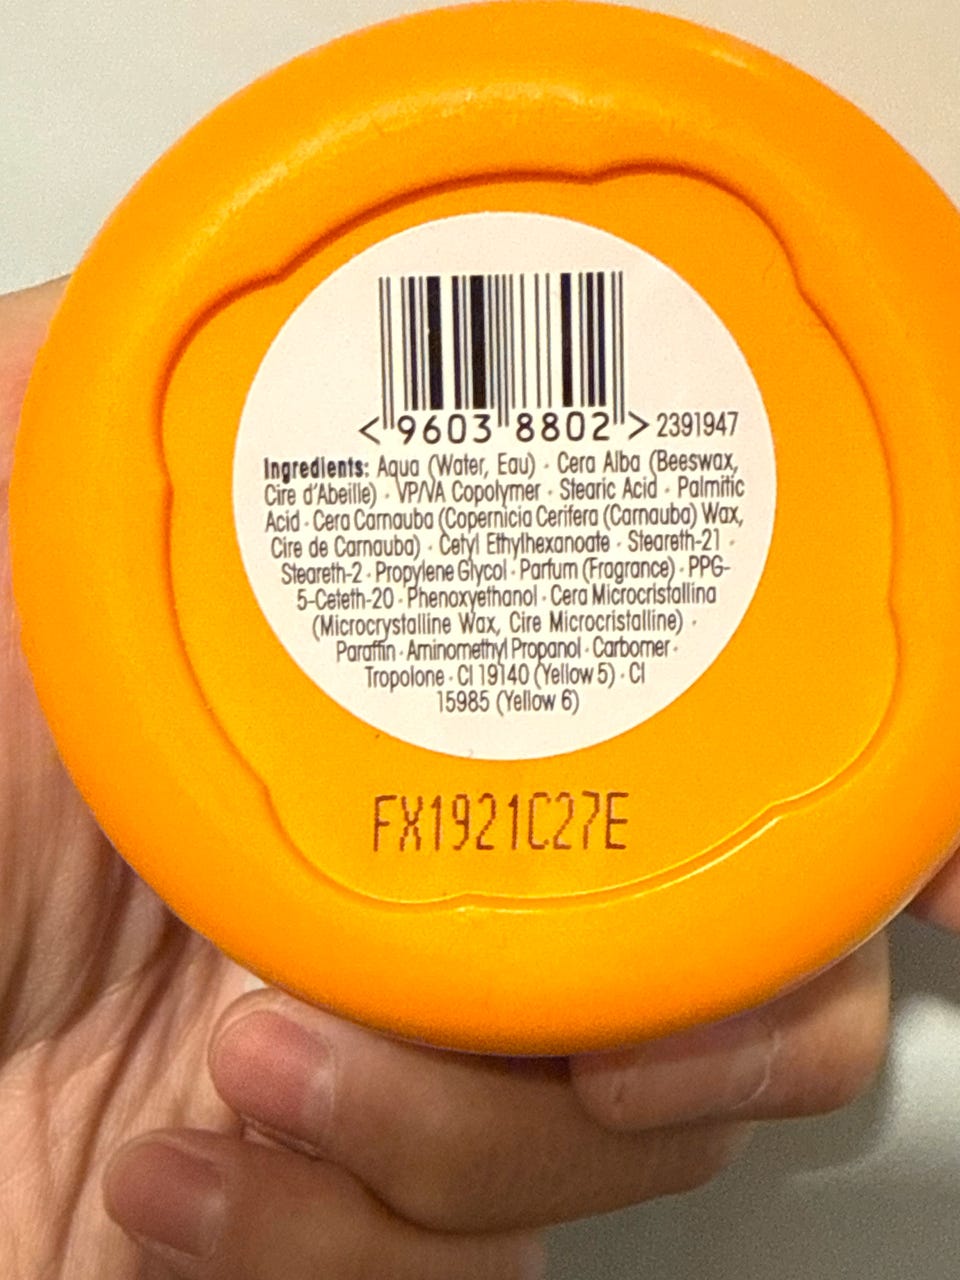 <9603 8802> 2391947
Ingredients: Aqua (Water, Eau) · Cera Alba (Beeswax,
Cire d'Abeille) · VP/VA Copolymer · Stearic Acid · Palmitic
Acid · Cera Carnauba (Copernicia Cerifera (Carnauba) Wax,
Cire de Carnauba) · Cetyl Ethylhexanoate · Steareth-21 ·
Steareth-2 · Propylene Glycol · Parfum (Fragrance) · PPG-
5-Ceteth-20 · Phenoxyethanol · Cera Microcristallina
(Microcrystalline Wax, Cire Microcristalline) ·
Paraffin · Aminomethyl Propanol · Carbomer ·
Tropolone · CI 19140 (Yellow 5) · CI
15985 (Yellow 6)
FX1921C27E